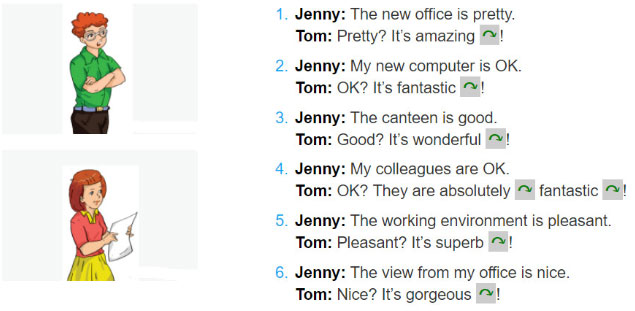 1. Jenny: The new office is pretty.
Tom: Pretty? It's amazing !
2. Jenny: My new computer is OK.
Tom: OK? It's fantastic !
3. Jenny: The canteen is good.
Tom: Good? It's wonderful !
4. Jenny: My colleagues are OK.
Tom: OK? They are absolutely fantastic !
5. Jenny: The working environment is pleasant.
Tom: Pleasant? It's superb !
6. Jenny: The view from my office is nice.
Tom: Nice? It's gorgeous !